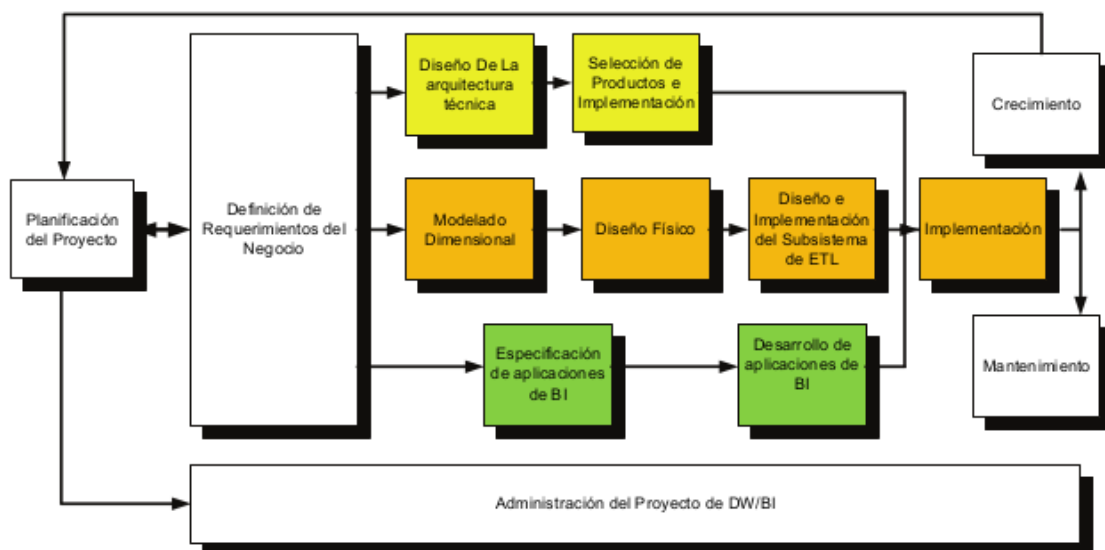 Diseño De La
arquitectura
técnica
Selección de
Productos e
Implementación
Crecimiento
Planificación
del Proyecto
Definición de
Requerimientos del
Negocio
Modelado
Dimensional
Diseño Físico
Diseño e
Implementación
del Subsistema
de ETL
Implementación
Especificación
de aplicaciones
de BI
Desarrollo de
aplicaciones de
BI
Mantenimiento
Administración del Proyecto de DW/BI